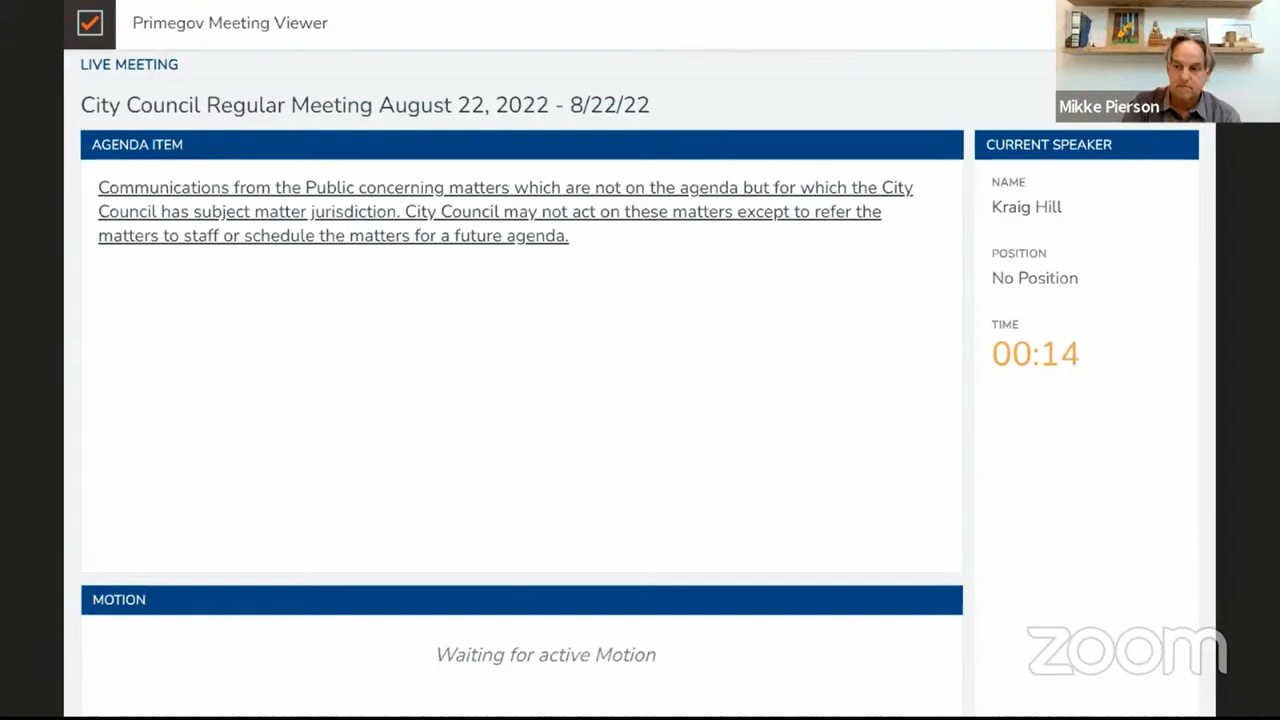 Primegov Meeting Viewer
Mikke Pierson
LIVE MEETING
City Council Regular Meeting August 22, 2022 - 8/22/22
AGENDA ITEM
Communications from the Public concerning matters which are not on the agenda but for which the City
Council has subject matter jurisdiction. City Council may not act on these matters except to refer the
matters to staff or schedule the matters for a future agenda.
CURRENT SPEAKER
NAME
Kraig Hill
POSITION
No Position
TIME
00:14
MOTION
Waiting for active Motion
zoom